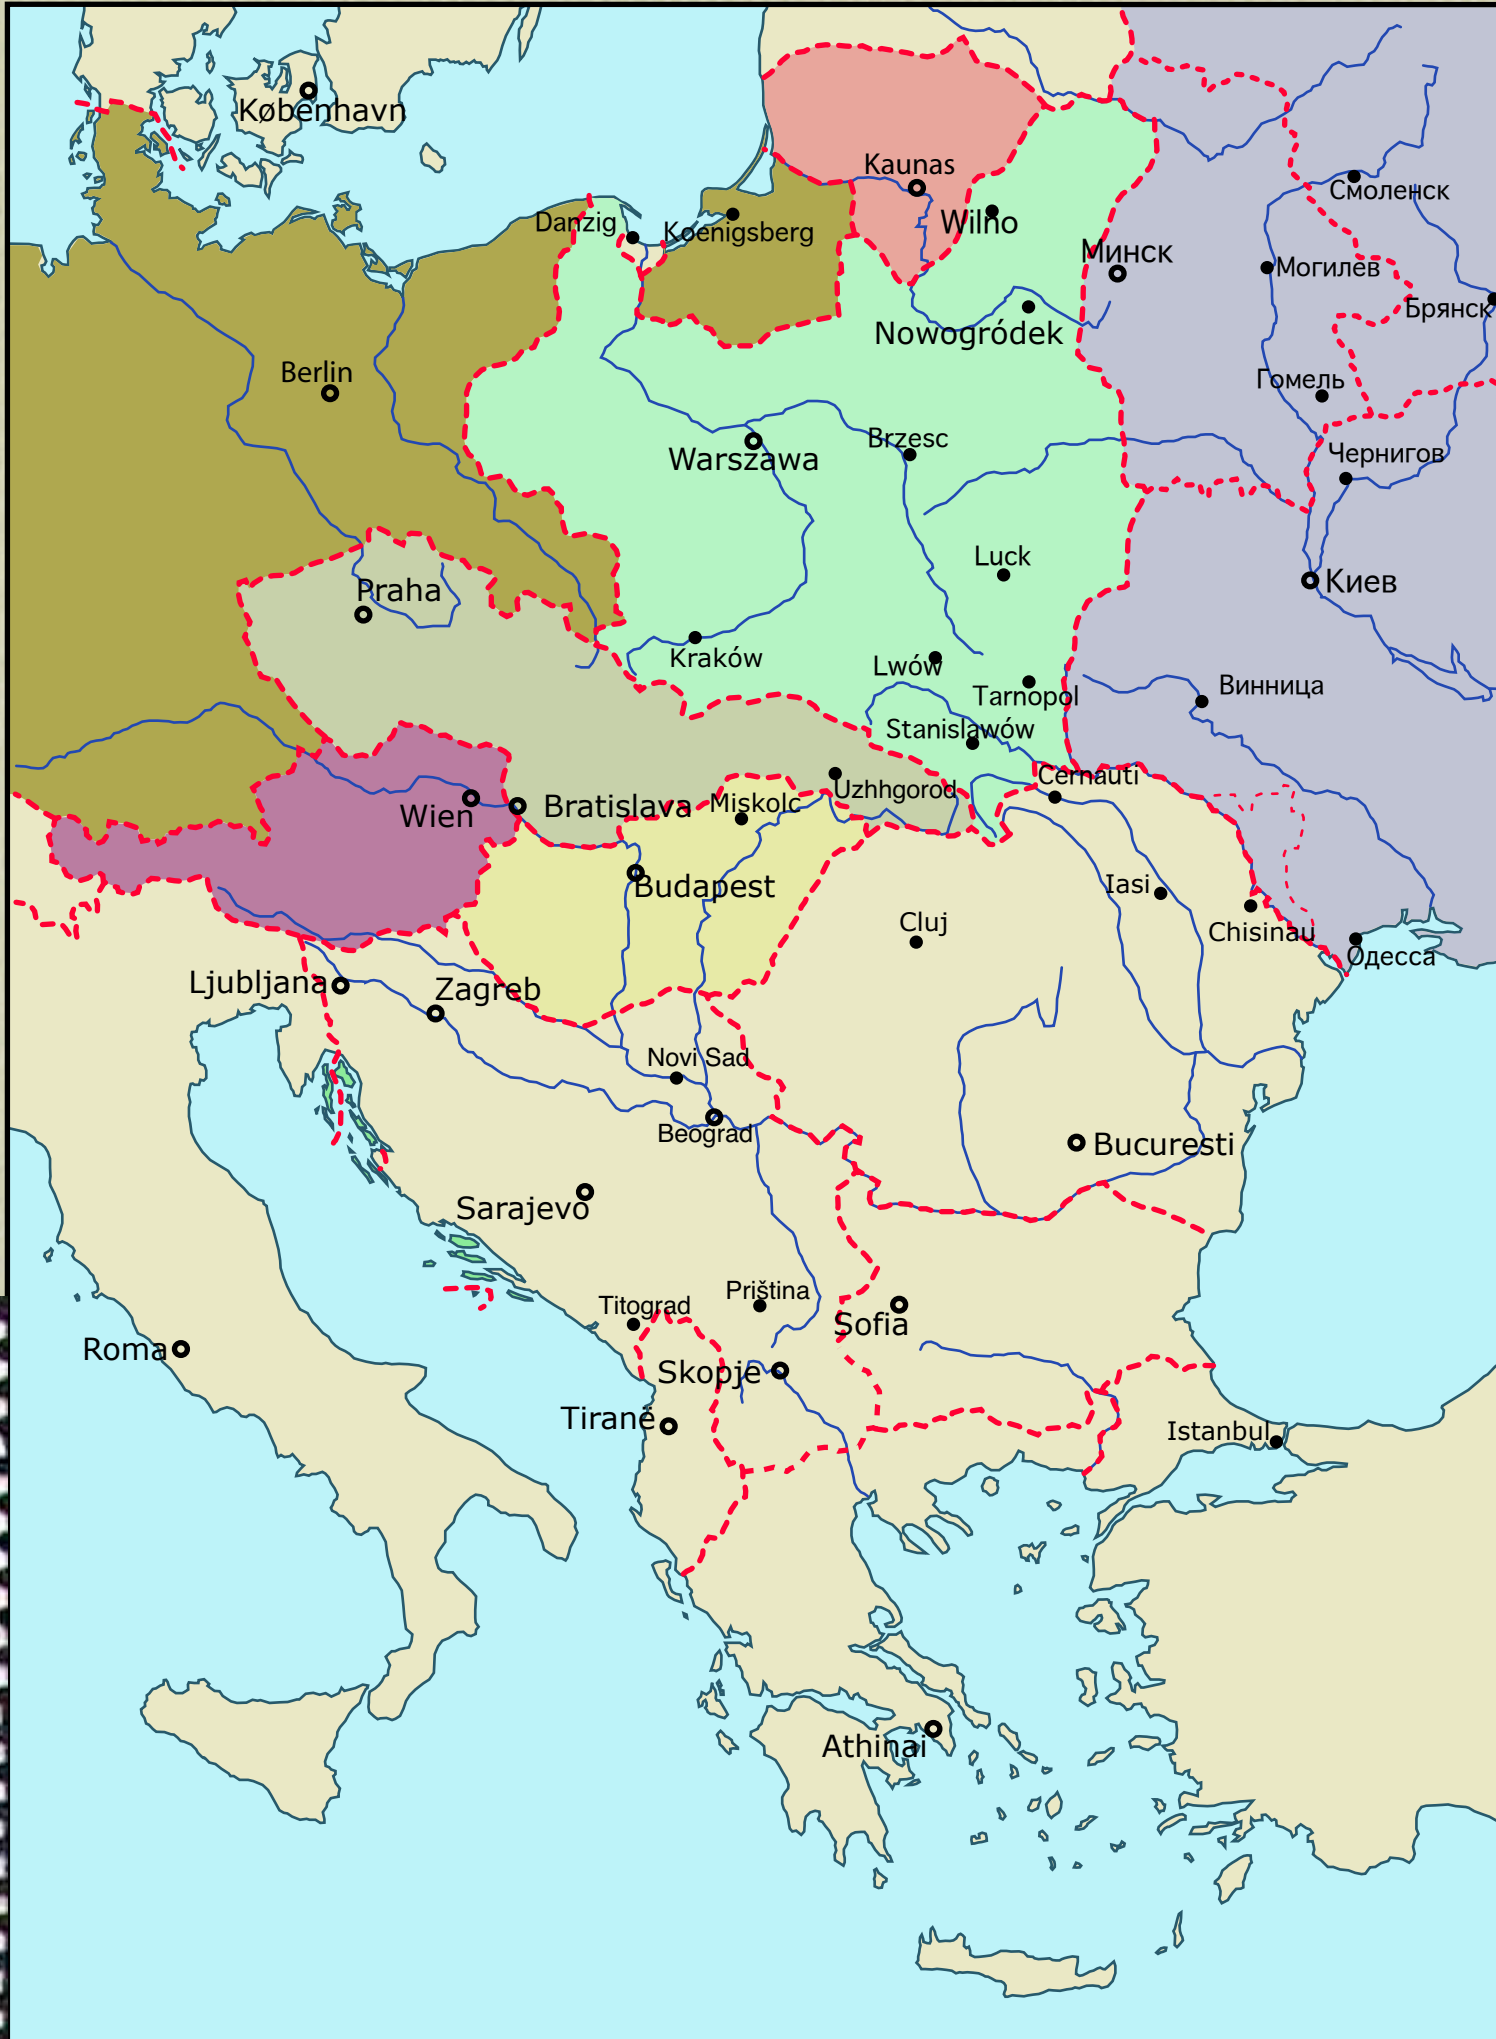 København
Kaunas
Смоленск
Wilno
Danzig
Koenigsberg
Минск
Могилев
Брянск
Nowogródek
Berlin
Гомель
Brzesc
Warszawa
Чернигов
Luck
Киев
Praha
Kraków
Lwów
Tarnopol
Винница
Stanislawów
Cernauti
Uzhhgorod
Bratislava
Miskolc
Wien
Budapest
Iasi
Cluj
Chisinau
Одесса
Ljubljana
Zagreb
Novi Sad
Beograd
Bucuresti
Sarajevo
Priština
Titograd
Sofia
Roma
Skopje
Tiranë
Istanbul
Athinai